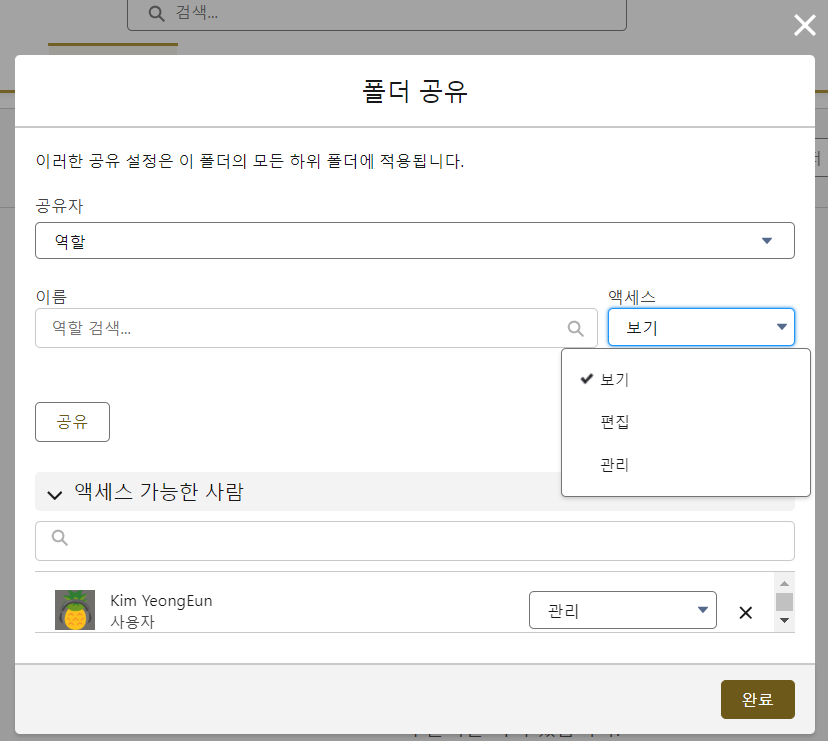 검색...
폴더 공유
이러한 공유 설정은 이 폴더의 모든 하위 폴더에 적용됩니다.
공유자
역할
이름
액세스
역할 검색...
보기
보기
편집
관리
공유
액세스 가능한 사람
Kim YeongEun
사용자
관리
완료